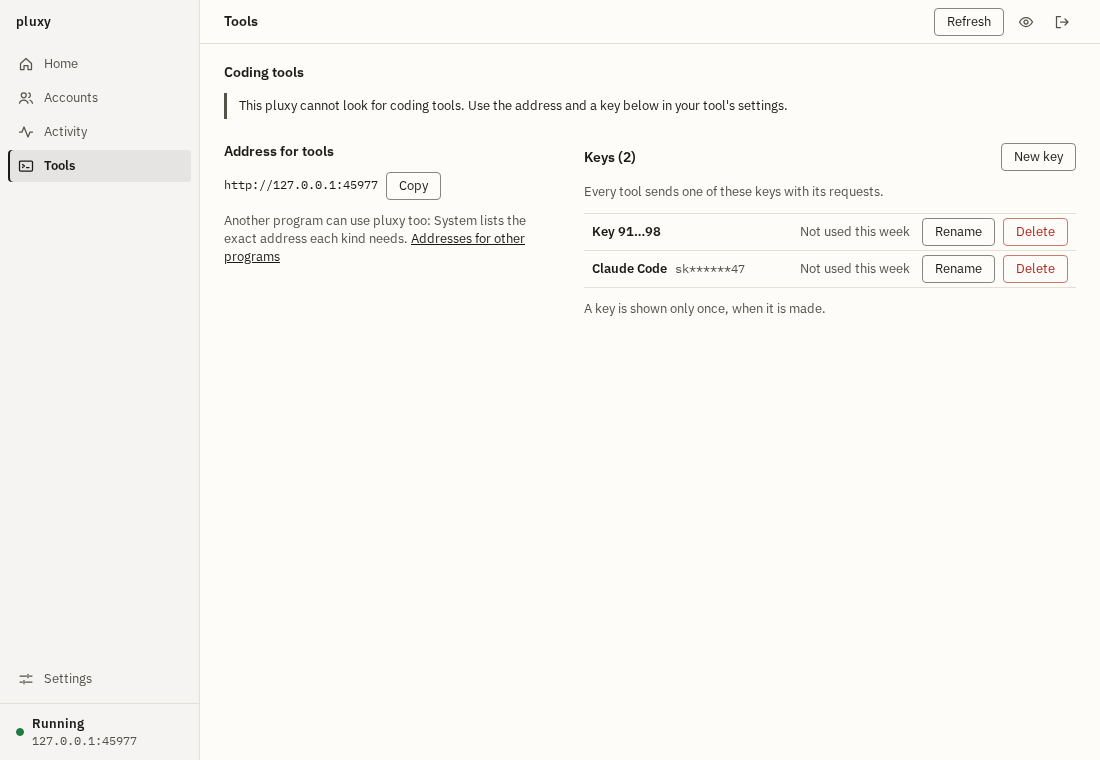 pluxy
Home
Accounts
Activity
Tools
Settings
Running
127.0.0.1:45977
Tools
Refresh
Coding tools
This pluxy cannot look for coding tools. Use the address and a key below in your tool's settings.
Address for tools
http://127.0.0.1:45977 Copy
Another program can use pluxy too: System lists the
exact address each kind needs. Addresses for other
programs
Keys (2) New key
Every tool sends one of these keys with its requests.
Key 91…98 Not used this week Rename Delete
Claude Code sk******47 Not used this week Rename Delete
A key is shown only once, when it is made.